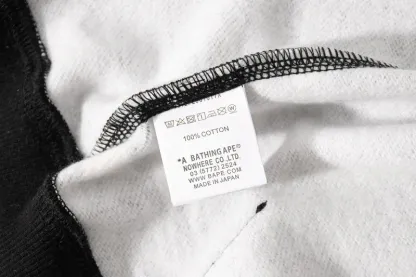 100% COTTON
*A BATHING APE®
NOWHERE CO.,LTD.
03 (5772) 2524
WWW.BAPE.COM
MADE IN JAPAN